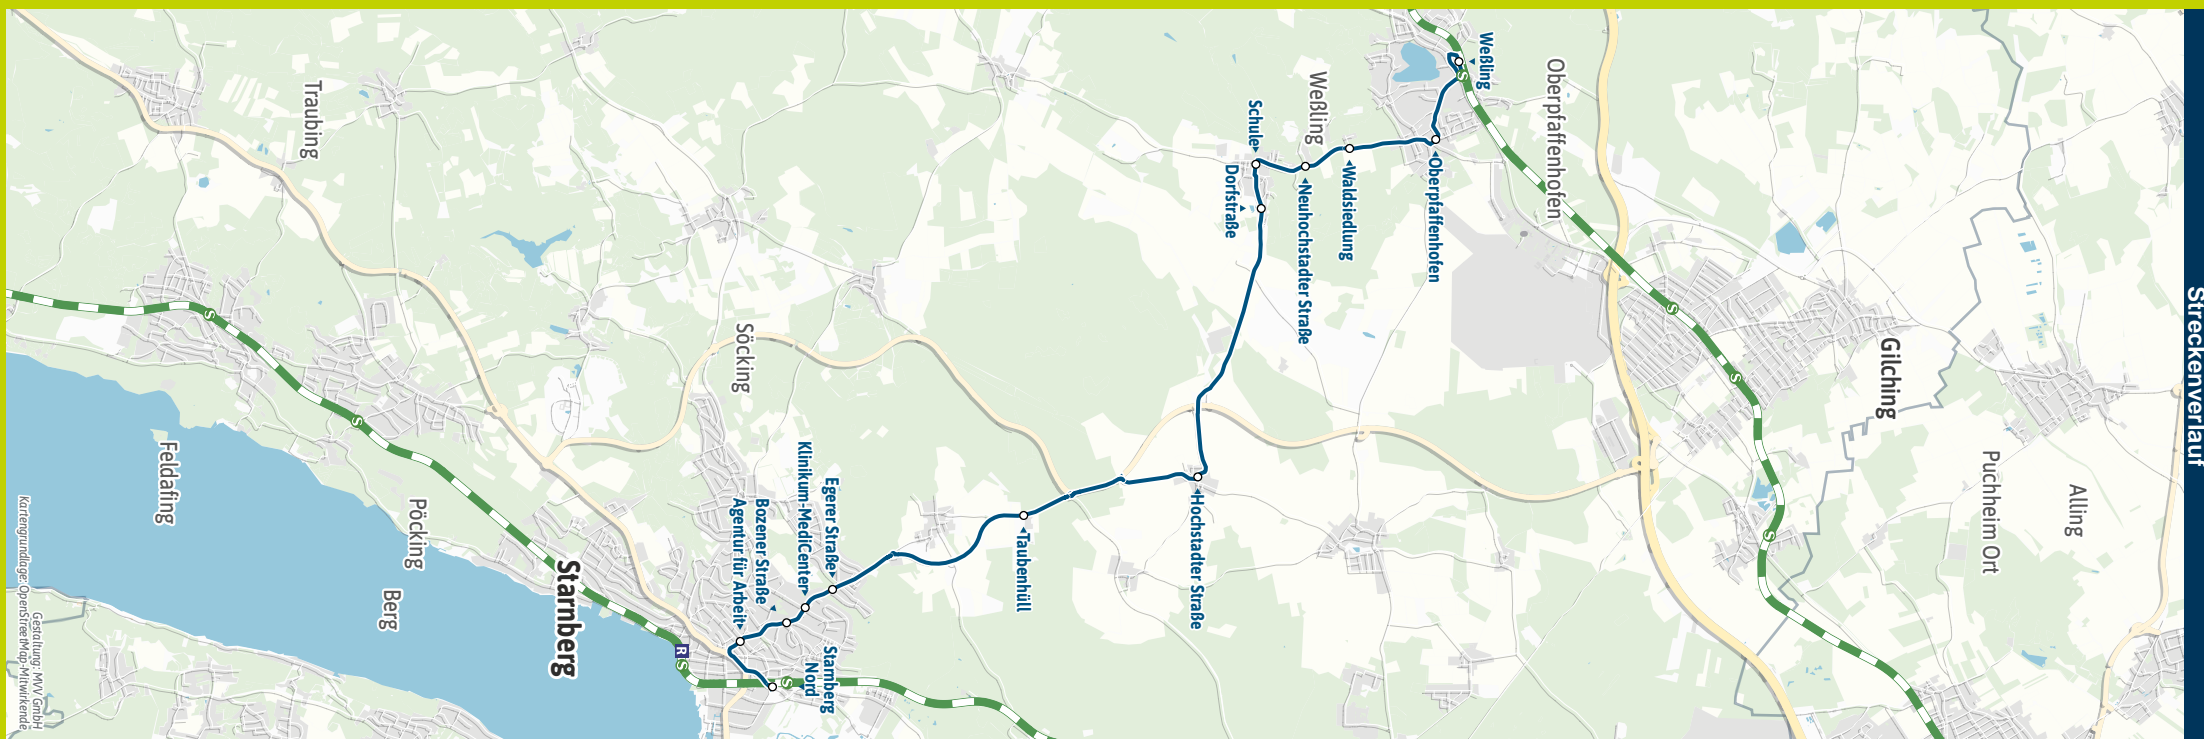 Streckenverlauf
Alling
Puchheim Ort
Gilching
Oberpfaffenhofen
Weßling
S
Oberpfaffenhofen
Waldsiedlung
Weßling
Neuhochstadter Straße
Schule
Dorfstraße
Hochstadter Straße
Taubenhüll
Egerer Straße
Klinikum-MediCenter
Bozener Straße
Agentur für Arbeit
Starnberg
Nord
S
Söcking
Starnberg
R S
Pöcking
Berg
Traubing
Feldafing
S
S
S
S
S
Gestaltung: MVV GmbH
Kartengrundlage: OpenStreetMap-Mitwirkende